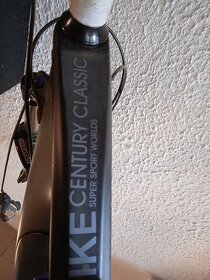 IKE
CENTURY CLASSIC
SUPER SPORT WORLDS